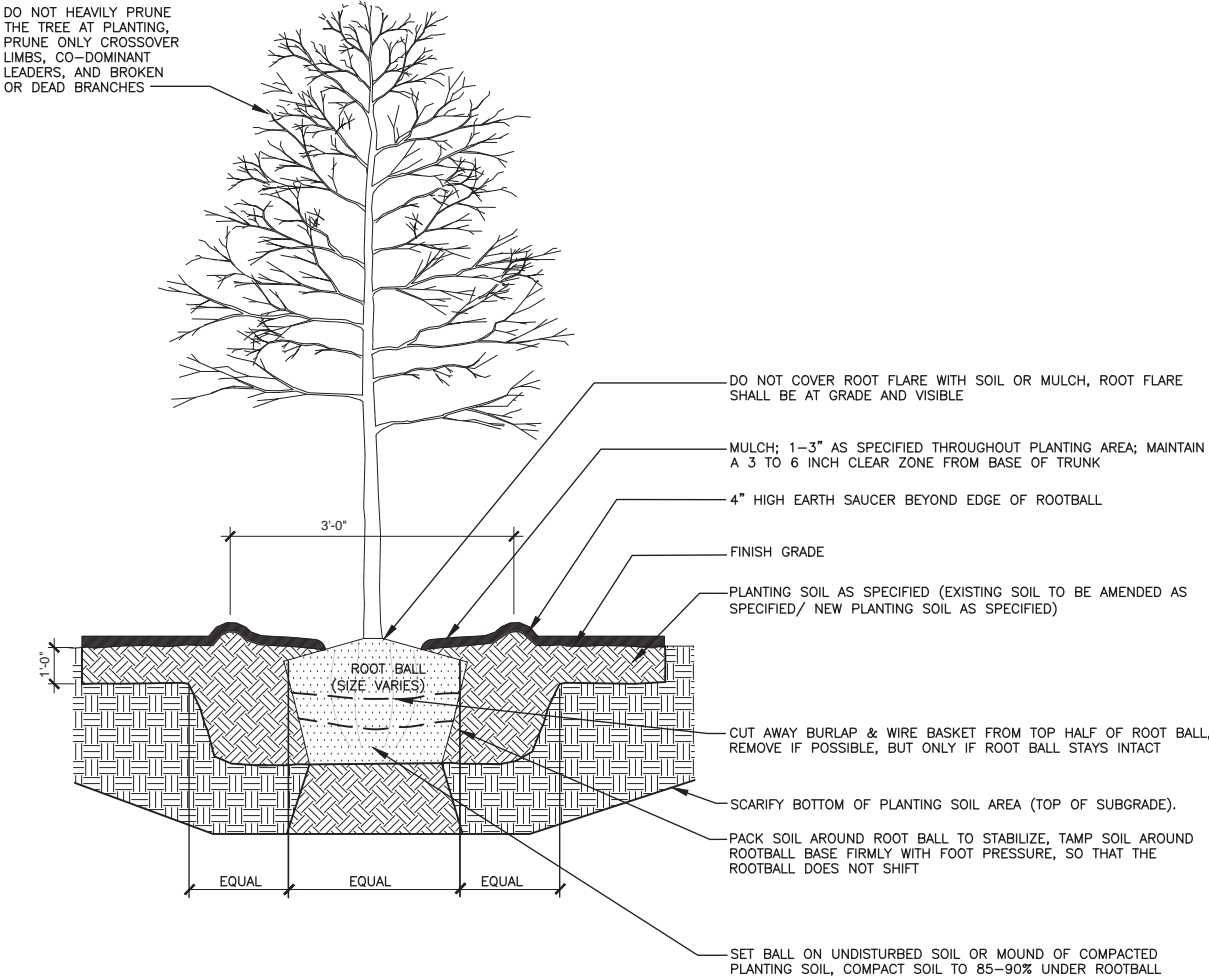 DO NOT HEAVILY PRUNE
THE TREE AT PLANTING,
PRUNE ONLY CROSSOVER
LIMBS, CO-DOMINANT
LEADERS, AND BROKEN
OR DEAD BRANCHES
DO NOT COVER ROOT FLARE WITH SOIL OR MULCH, ROOT FLARE
SHALL BE AT GRADE AND VISIBLE
MULCH; 1-3" AS SPECIFIED THROUGHOUT PLANTING AREA; MAINTAIN
A 3 TO 6 INCH CLEAR ZONE FROM BASE OF TRUNK
4" HIGH EARTH SAUCER BEYOND EDGE OF ROOTBALL
3'-0"
FINISH GRADE
PLANTING SOIL AS SPECIFIED (EXISTING SOIL TO BE AMENDED AS
SPECIFIED/ NEW PLANTING SOIL AS SPECIFIED)
1'-0"
ROOT BALL
(SIZE VARIES)
CUT AWAY BURLAP & WIRE BASKET FROM TOP HALF OF ROOT BALL,
REMOVE IF POSSIBLE, BUT ONLY IF ROOT BALL STAYS INTACT
SCARIFY BOTTOM OF PLANTING SOIL AREA (TOP OF SUBGRADE).
PACK SOIL AROUND ROOT BALL TO STABILIZE, TAMP SOIL AROUND
ROOTBALL BASE FIRMLY WITH FOOT PRESSURE, SO THAT THE
ROOTBALL DOES NOT SHIFT
EQUAL
EQUAL
EQUAL
SET BALL ON UNDISTURBED SOIL OR MOUND OF COMPACTED
PLANTING SOIL, COMPACT SOIL TO 85-90% UNDER ROOTBALL